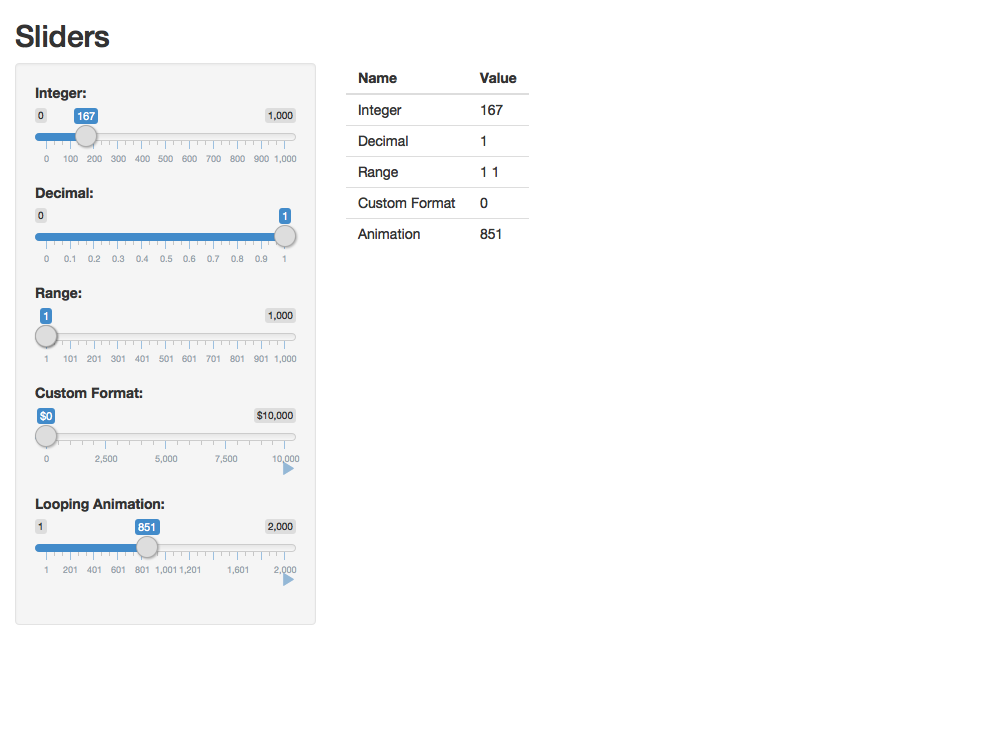 Sliders
Integer:
0 167 1,000
0 100 200 300 400 500 600 700 800 900 1,000
Decimal:
0 1
0 0.1 0.2 0.3 0.4 0.5 0.6 0.7 0.8 0.9 1
Range:
1 1,000
1 101 201 301 401 501 601 701 801 901 1,000
Custom Format:
$0 $10,000
0 2,500 5,000 7,500 10,000
Looping Animation:
1 851 2,000
1 201 401 601 801 1,001 1,201 1,601 2,000
Name Value
Integer 167
Decimal 1
Range 1 1
Custom Format 0
Animation 851